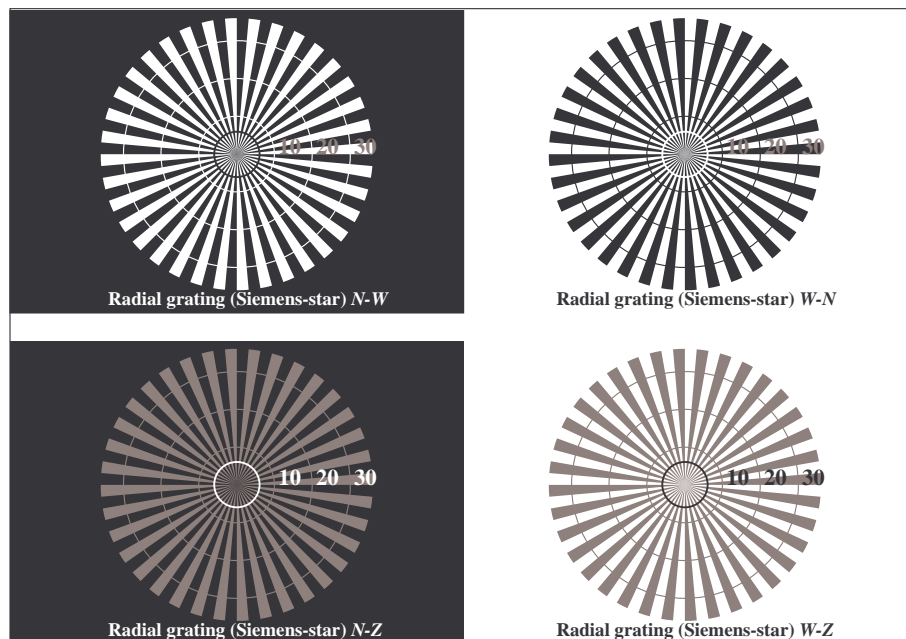 10 20 30
Radial grating (Siemens-star) N-W
10 20 30
Radial grating (Siemens-star) W-N
10 20 30
Radial grating (Siemens-star) N-Z
10 20 30
Radial grating (Siemens-star) W-Z